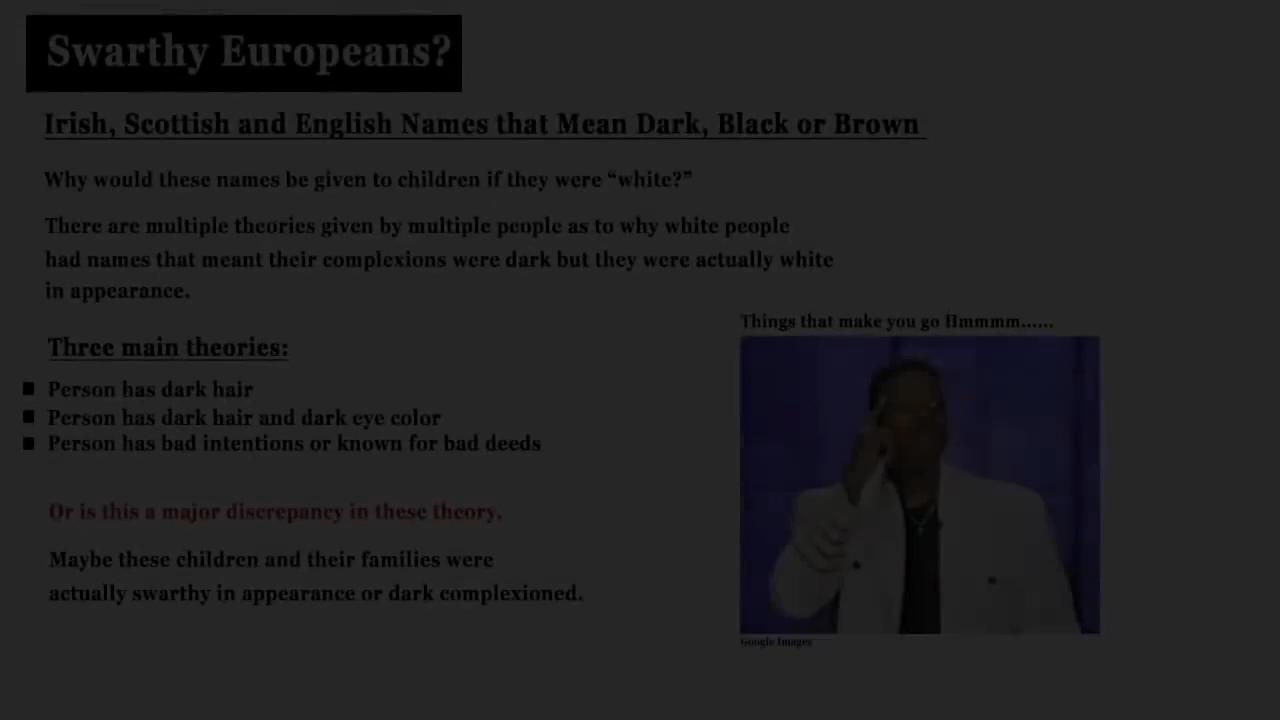 Swarthy Europeans?
Irish, Scottish and English Names that Mean Dark, Black or Brown
Why would these names be given to children if they were “white?”
There are multiple theories given by multiple people as to why white people
had names that meant their complexions were dark but they were actually white
in appearance.
Three main theories:
Person has dark hair
Person has dark hair and dark eye color
Person has bad intentions or known for bad deeds
Or is this a major discrepancy in these theory.
Maybe these children and their families were
actually swarthy in appearance or dark complexioned.
Things that make you go Hmmmm......
Google Images